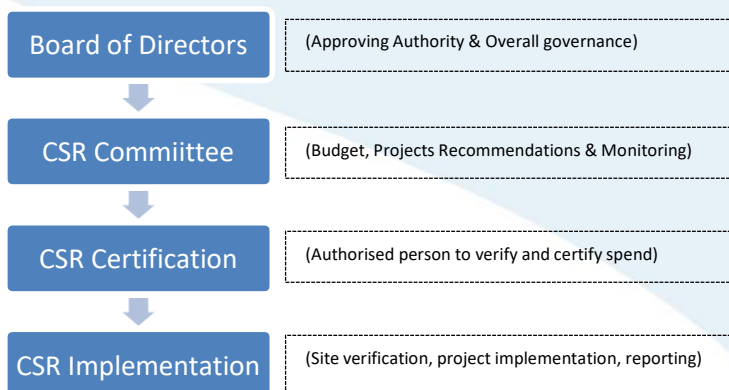 Board of Directors
(Approving Authority & Overall governance)
CSR Commiittee
(Budget, Projects Recommendations & Monitoring)
CSR Certification
(Authorised person to verify and certify spend)
CSR Implementation
(Site verification, project implementation, reporting)